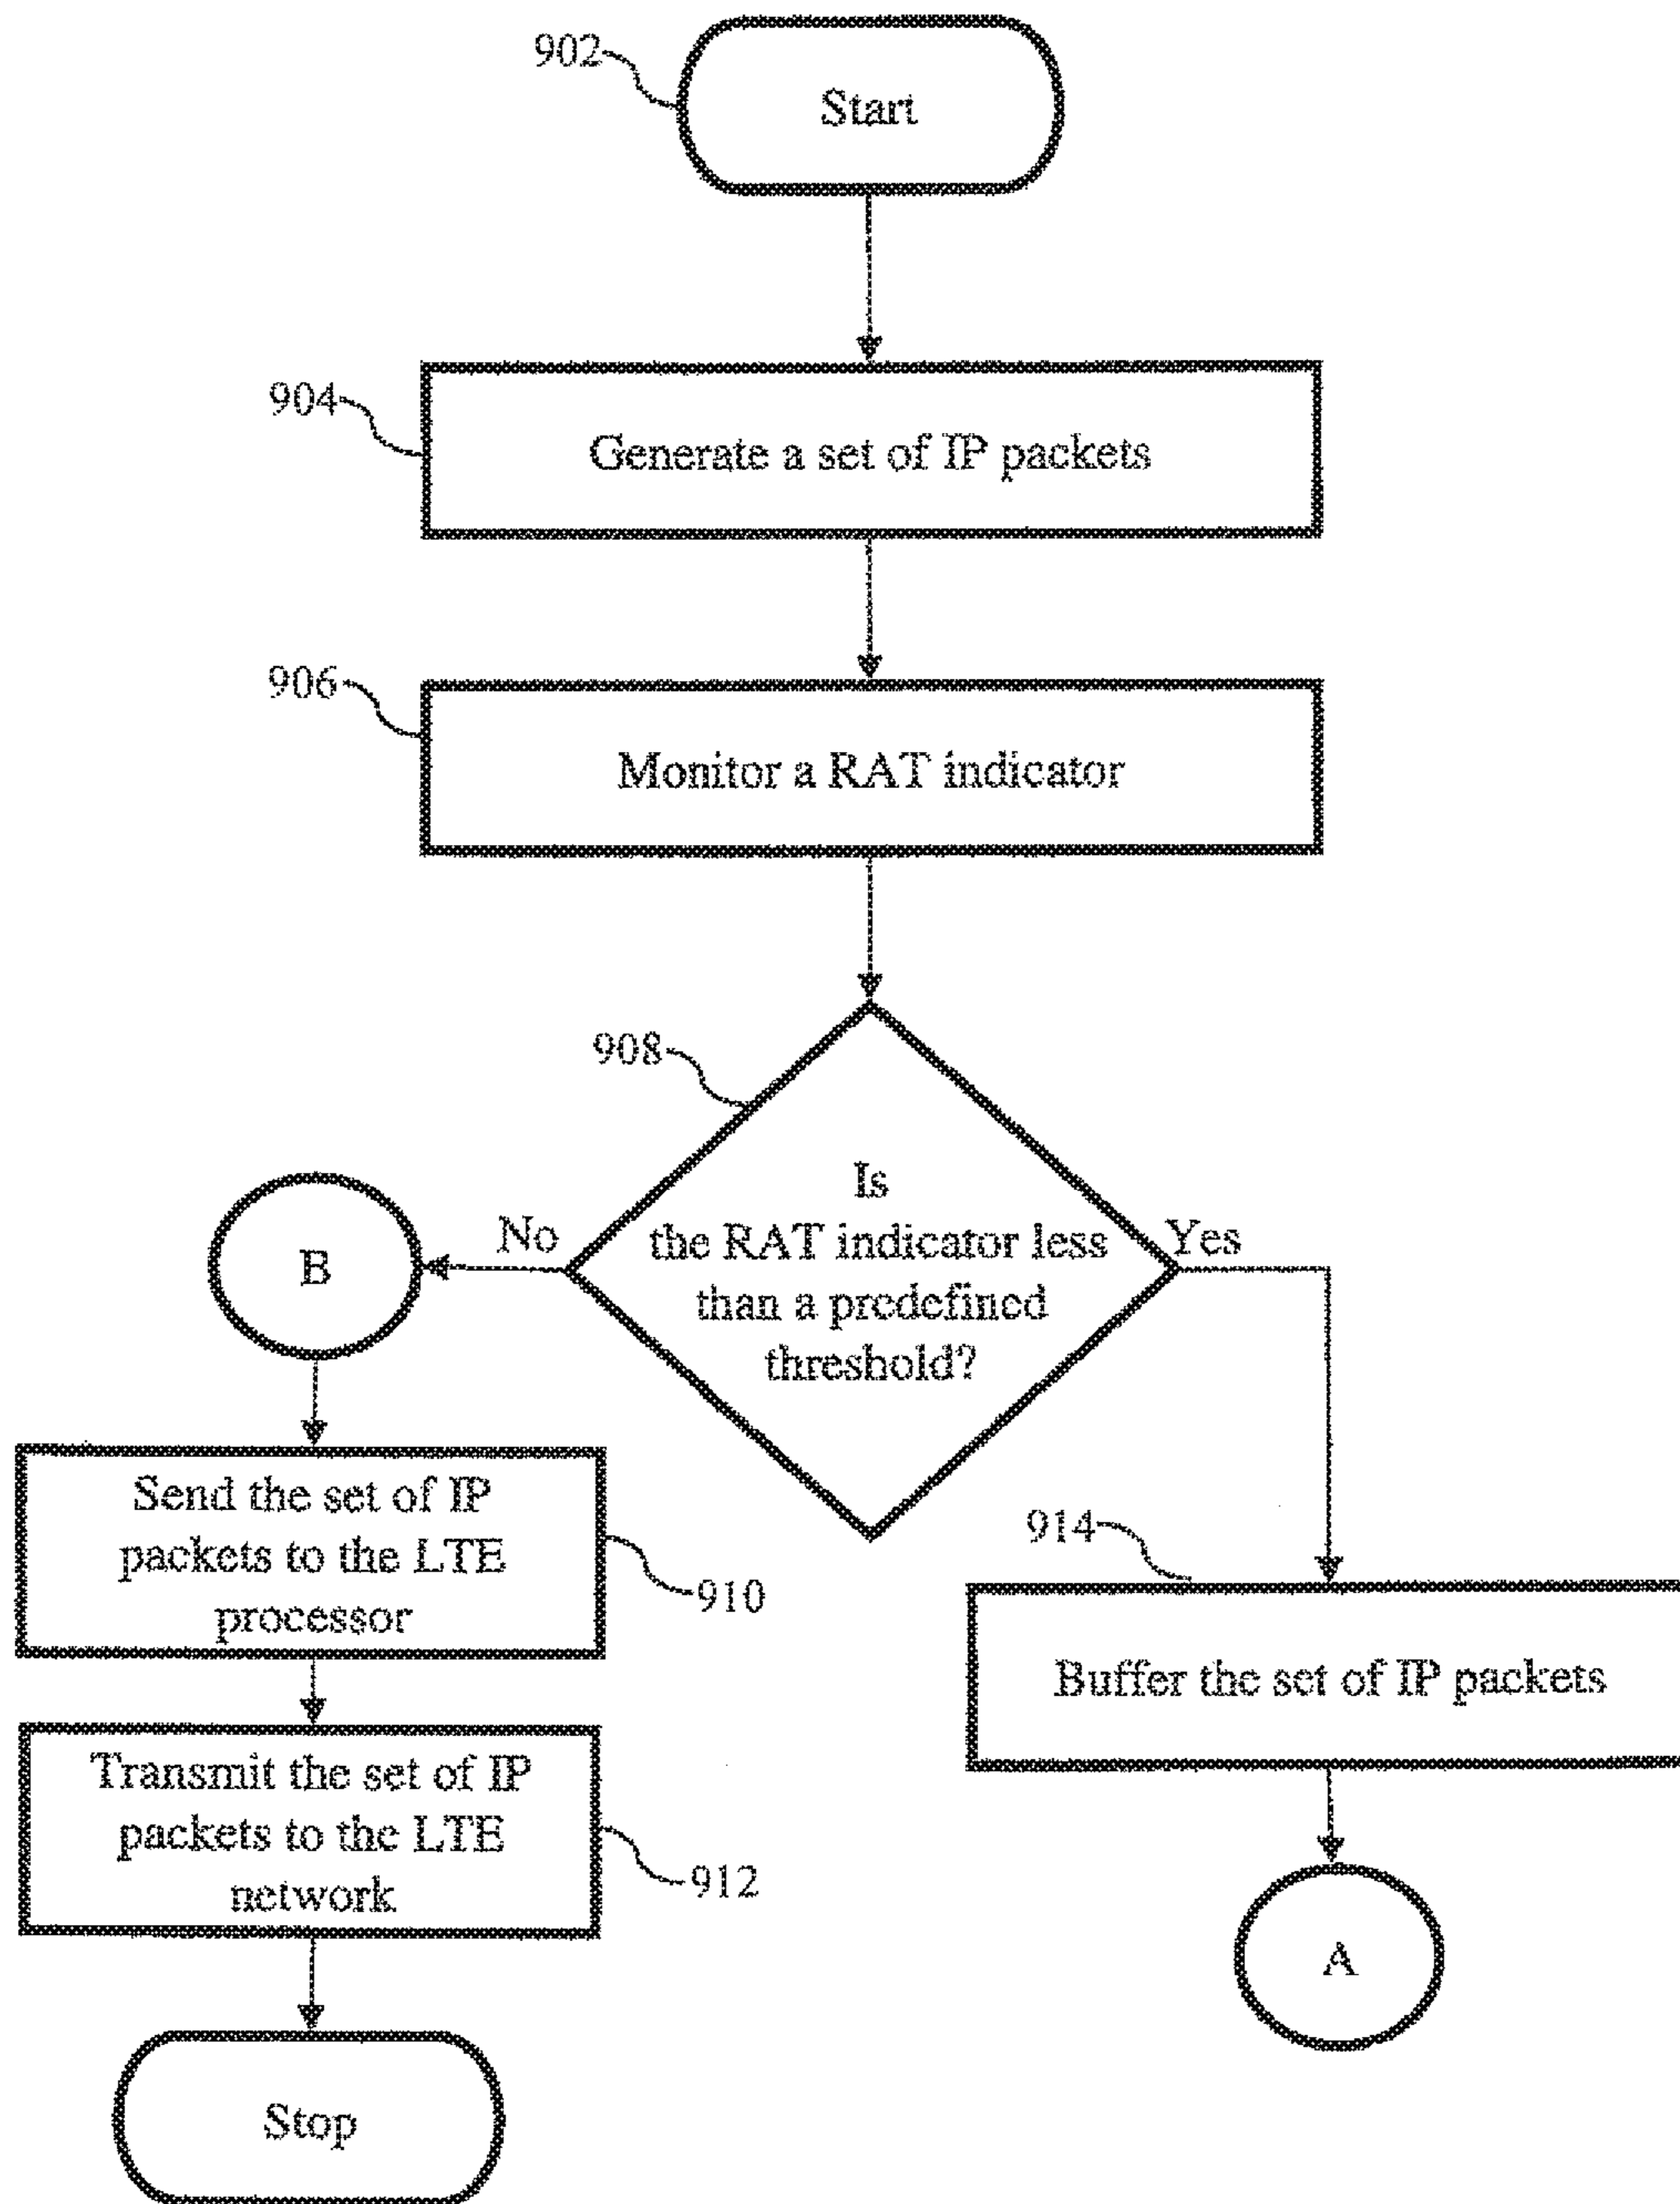 902
Start
904
Generate a set of IP packets
906
Monitor a RAT indicator
908
Is
the RAT indicator less
than a predefined
threshold?
No
Yes
B
Send the set of IP
packets to the LTE
processor
910
914
Buffer the set of IP packets
Transmit the set of IP
packets to the LTE
network
912
A
Stop